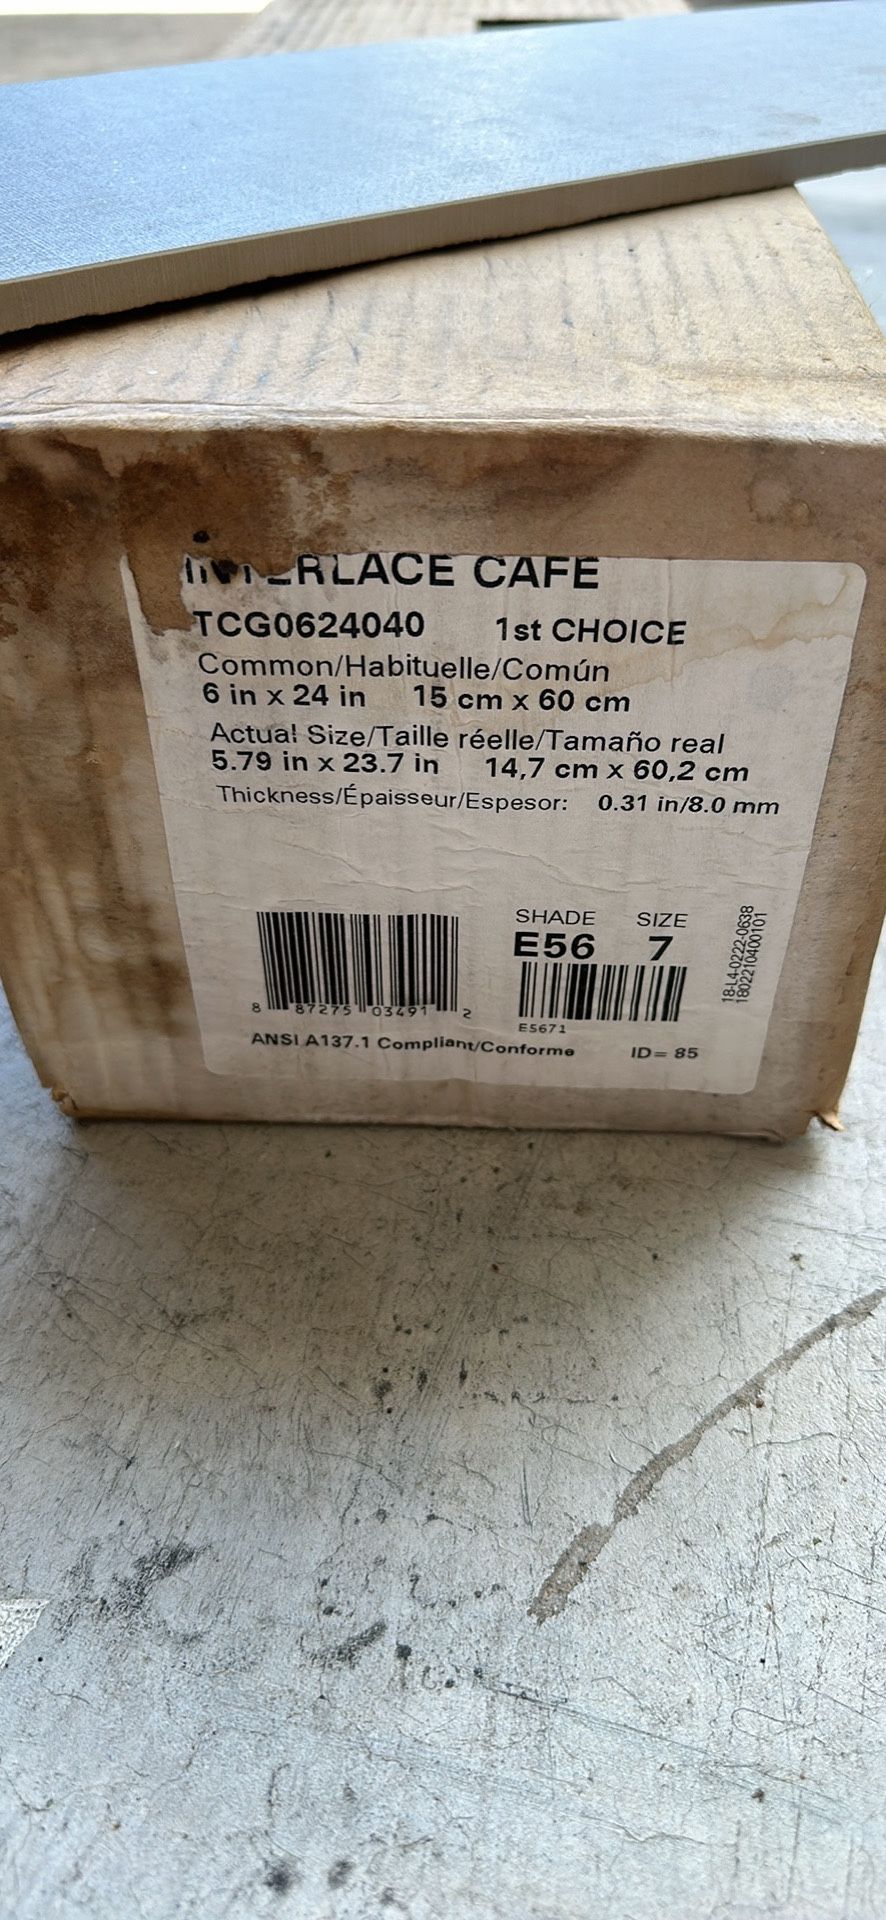 INTERLACE CAFE
TCG0624040 1st CHOICE
Common/Habituelle/Común
6 in x 24 in 15 cm x 60 cm
Actual Size/Taille réelle/Tamaño real
5.79 in x 23.7 in 14,7 cm x 60,2 cm
Thickness/Épaisseur/Espesor: 0.31 in/8.0 mm
SHADE SIZE
E56 7
8 87275 03491 2
E5671
18-L4-0222-0638
1802210400101
ANSI A137.1 Compliant/Conforme ID= 85